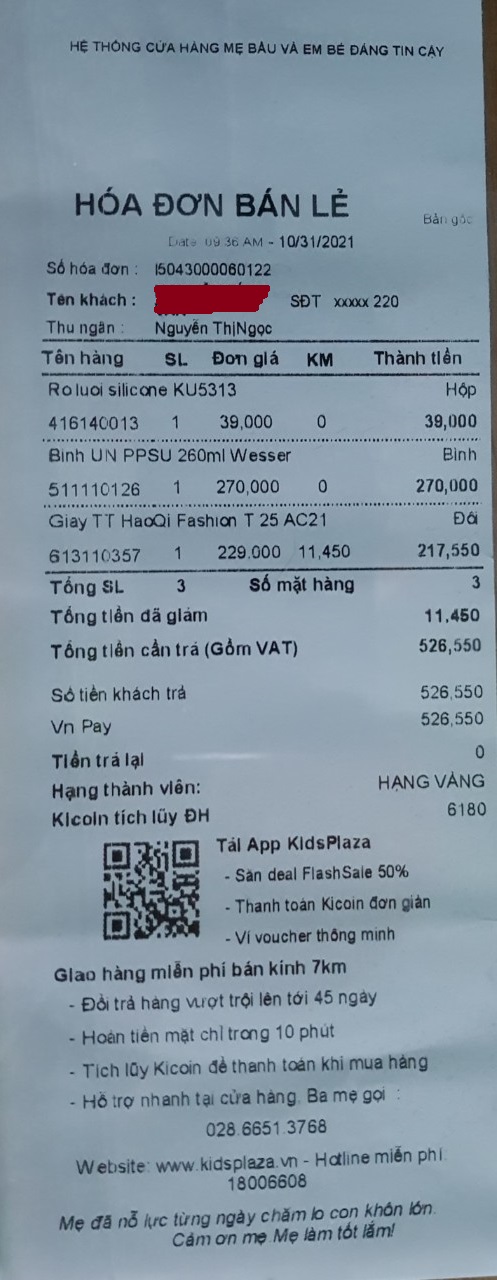 HỆ THỐNG CỬA HÀNG MẸ BẦU VÀ EM BÉ ĐÁNG TIN CẬY
HÓA ĐƠN BÁN LẺ
Bản gốc
Date 09:36 AM - 10/31/2021
Số hóa đơn : I5043000060122
Tên khách : SĐT xxxxx 220
Thu ngân : Nguyễn ThịNgọc
Tên hàng SL Đơn giá KM Thành tiền
Ro luoi silicone KU5313 Hộp
416140013 1 39,000 0 39,000
Binh UN PPSU 260ml Wesser Bình
511110126 1 270,000 0 270,000
Giay TT HaoQi Fashion T 25 AC21 Đôi
613110357 1 229.000 11,450 217,550
Tổng SL 3 Số mặt hàng 3
Tổng tiền đã giảm 11,450
Tổng tiền cần trả (Gồm VAT) 526,550
Số tiền khách trả 526,550
Vn Pay 526,550
Tiền trả lại 0
Hạng thành viên: HẠNG VÀNG
Kicoin tích lũy ĐH 6180
Tải App KidsPlaza
- Săn deal FlashSale 50%
- Thanh toán Kicoin đơn giản
- Ví voucher thông minh
Giao hàng miễn phí bán kính 7km
- Đổi trả hàng vượt trội lên tới 45 ngày
- Hoàn tiền mặt chỉ trong 10 phút
- Tích lũy Kicoin để thanh toán khi mua hàng
- Hỗ trợ nhanh tại cửa hàng. Ba mẹ gọi :
028.6651.3768
Website: www.kidsplaza.vn - Hotline miễn phí
18006608
Mẹ đã nỗ lực từng ngày chăm lo con khôn lớn.
Cảm ơn mẹ Mẹ làm tốt lắm!